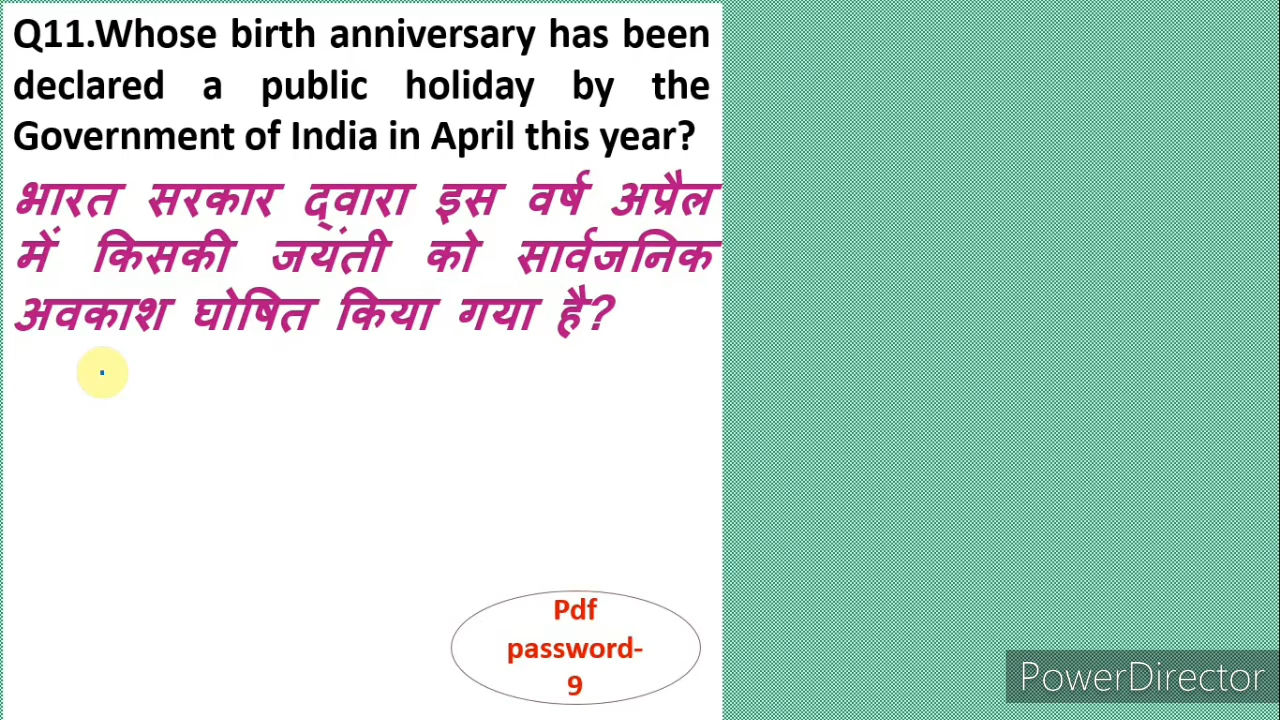 Q11.Whose birth anniversary has been
declared a public holiday by the
Government of India in April this year?
भारत सरकार द्वारा इस वर्ष अप्रैल
में किसकी जयंती को सार्वजनिक
अवकाश घोषित किया गया है?
Pdf
password-
9
PowerDirector